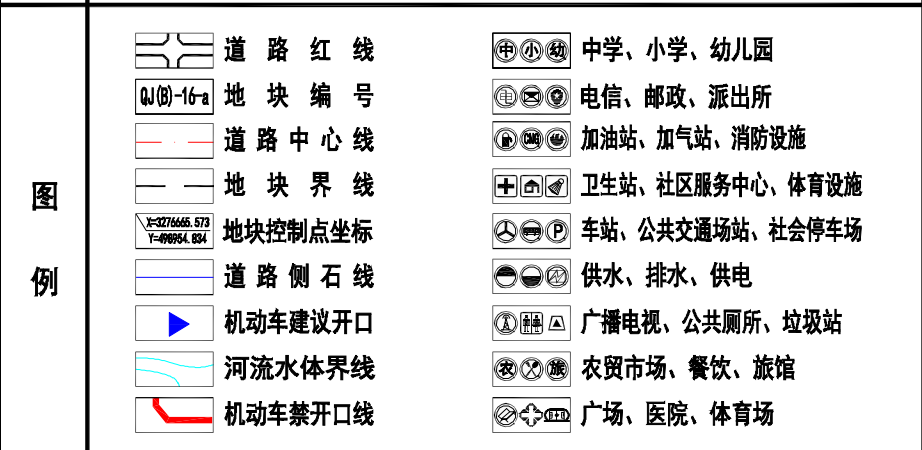 图例
道路红线
中 小 幼 中学、小学、幼儿园
QJ(B)-16-a 地块编号
电信、邮政、派出所
道路中心线
CNG 加油站、加气站、消防设施
地块界线
卫生站、社区服务中心、体育设施
X=3276665.573
Y=498954.834
地块控制点坐标
P 车站、公共交通场站、社会停车场
道路侧石线
供水、排水、供电
机动车建议开口
广播电视、公共厕所、垃圾站
河流水体界线
农 旅 农贸市场、餐饮、旅馆
机动车禁开口线
广场、医院、体育场